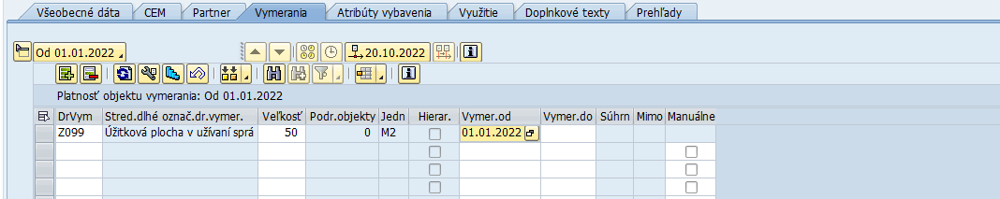 Všeobecné dáta CEM Partner Vymerania Atribúty vybavenia Využitie Doplnkové texty Prehľady
Od 01.01.2022 20.10.2022
Platnosť objektu vymerania: Od 01.01.2022
DrVym Stred.dlhé označ.dr.vymer. Veľkosť Podr.objekty Jedn Hierar. Vymer.od Vymer.do Súhrn Mimo Manuálne
Z099 Úžitková plocha v užívaní sprá 50 0 M2 01.01.2022